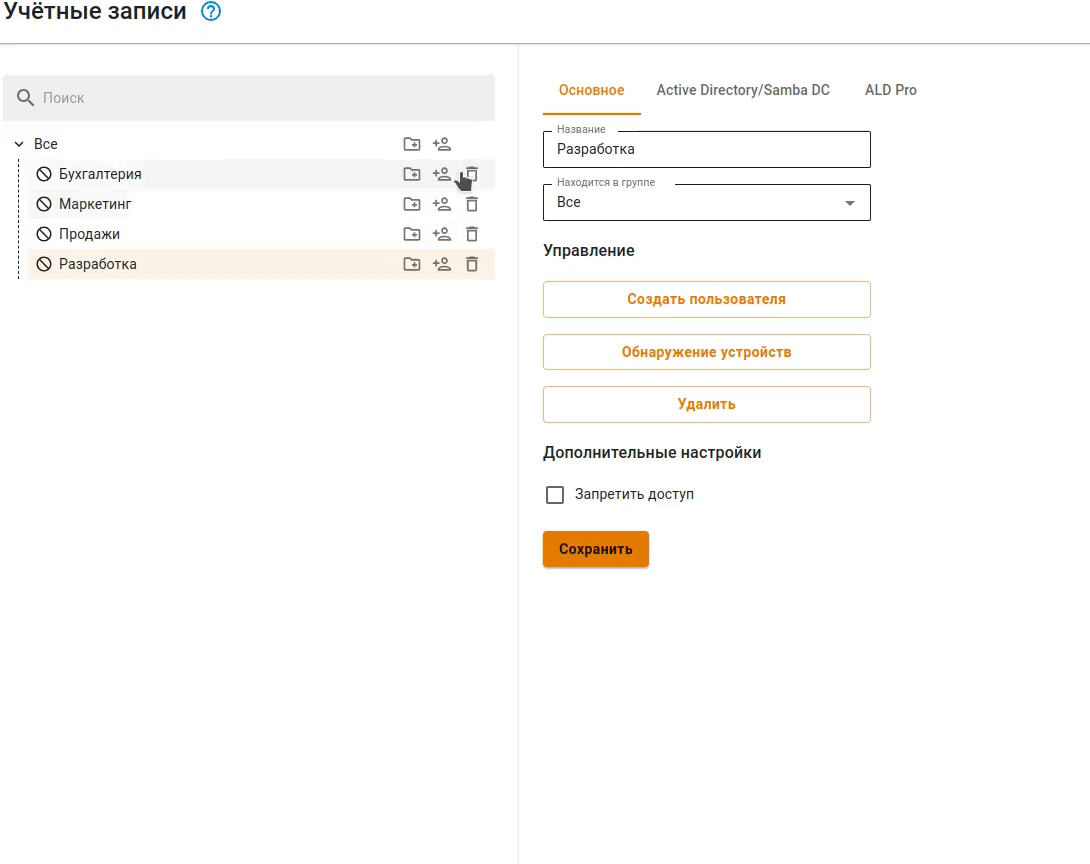 Учётные записи
Поиск
Все
Бухгалтерия
Маркетинг
Продажи
Разработка
Основное Active Directory/Samba DC ALD Pro
Название
Разработка
Находится в группе
Все
Управление
Создать пользователя
Обнаружение устройств
Удалить
Дополнительные настройки
Запретить доступ
Сохранить